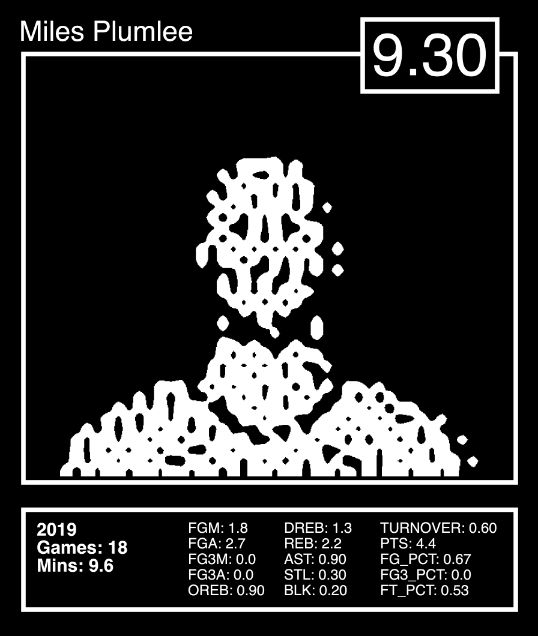 Miles Plumlee
9.30
2019
Games: 18
Mins: 9.6
FGM: 1.8
FGA: 2.7
FG3M: 0.0
FG3A: 0.0
OREB: 0.90
DREB: 1.3
REB: 2.2
AST: 0.90
STL: 0.30
BLK: 0.20
TURNOVER: 0.60
PTS: 4.4
FG_PCT: 0.67
FG3_PCT: 0.0
FT_PCT: 0.53